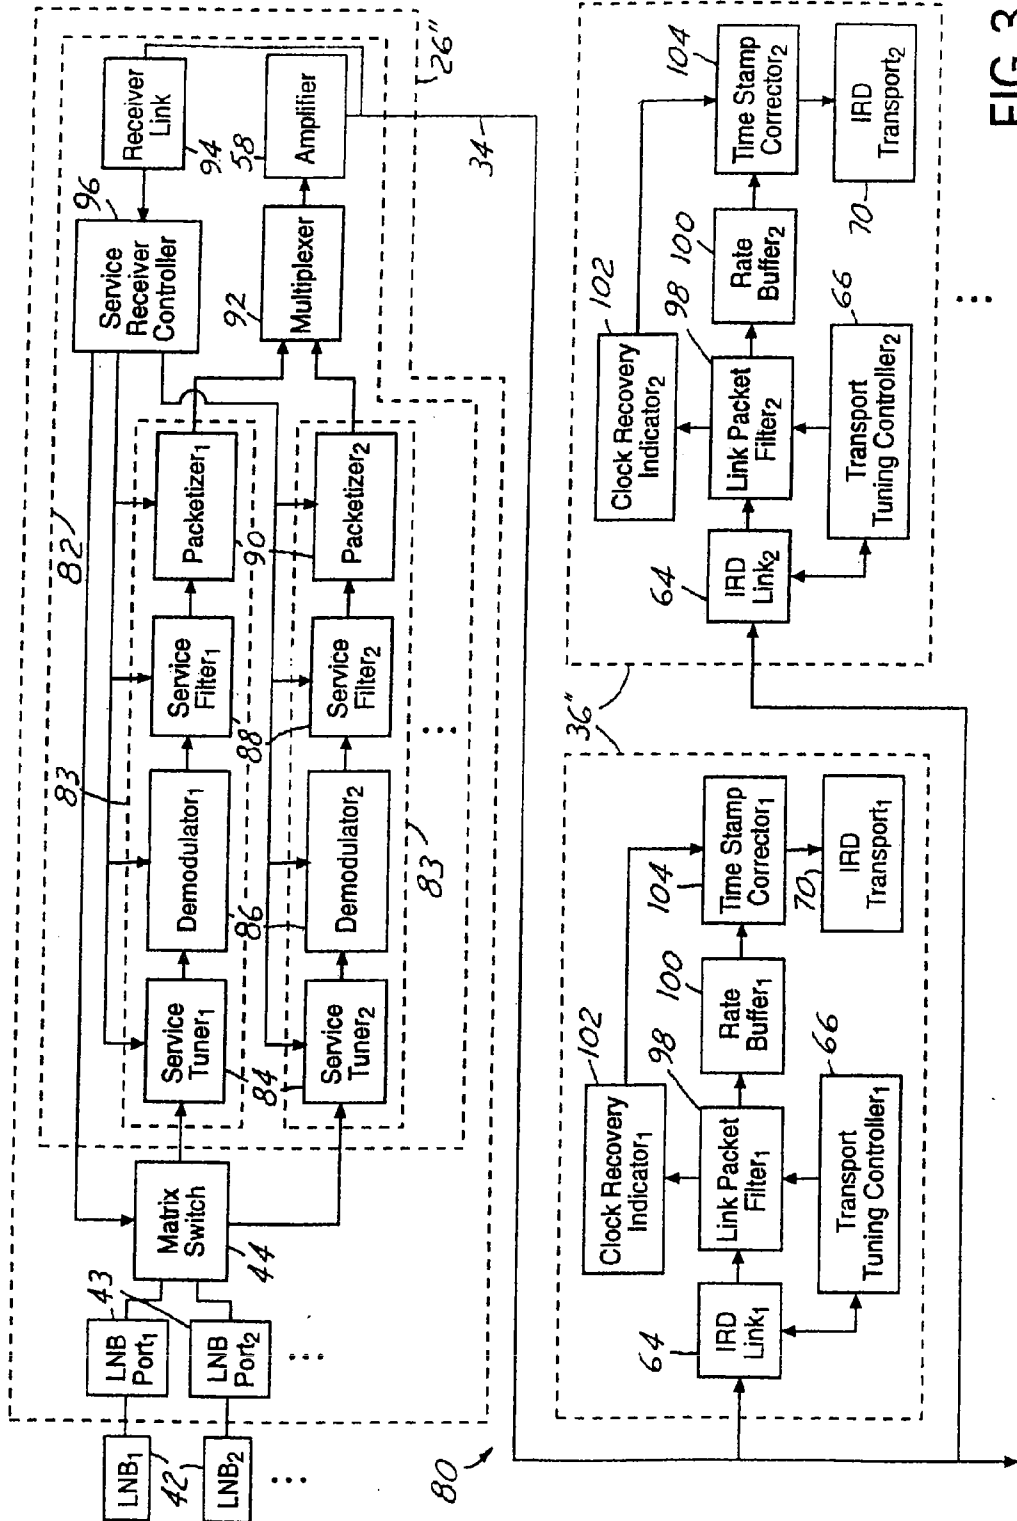 82
83
96
Service
Receiver
Controller
Receiver
Link
94
26"
58
Amplifier
92
Multiplexer
34
LNB₁
42
LNB₂
43
LNB
Port₁
LNB
Port₂
Matrix
Switch
44
Service
Tuner₁
84
Service
Tuner₂
Demodulator₁
86
Demodulator₂
Service
Filter₁
88
Service
Filter₂
Packetizer₁
90
Packetizer₂
83
80
36"
64
IRD
Link₁
102
Clock Recovery
Indicator₁
98
Link Packet
Filter₁
66
Transport
Tuning Controller₁
100
Rate
Buffer₁
104
Time Stamp
Corrector₁
70
IRD
Transport₁
64
IRD
Link₂
102
Clock Recovery
Indicator₂
98
Link Packet
Filter₂
66
Transport
Tuning Controller₂
100
Rate
Buffer₂
104
Time Stamp
Corrector₂
70
IRD
Transport₂
FIG. 3